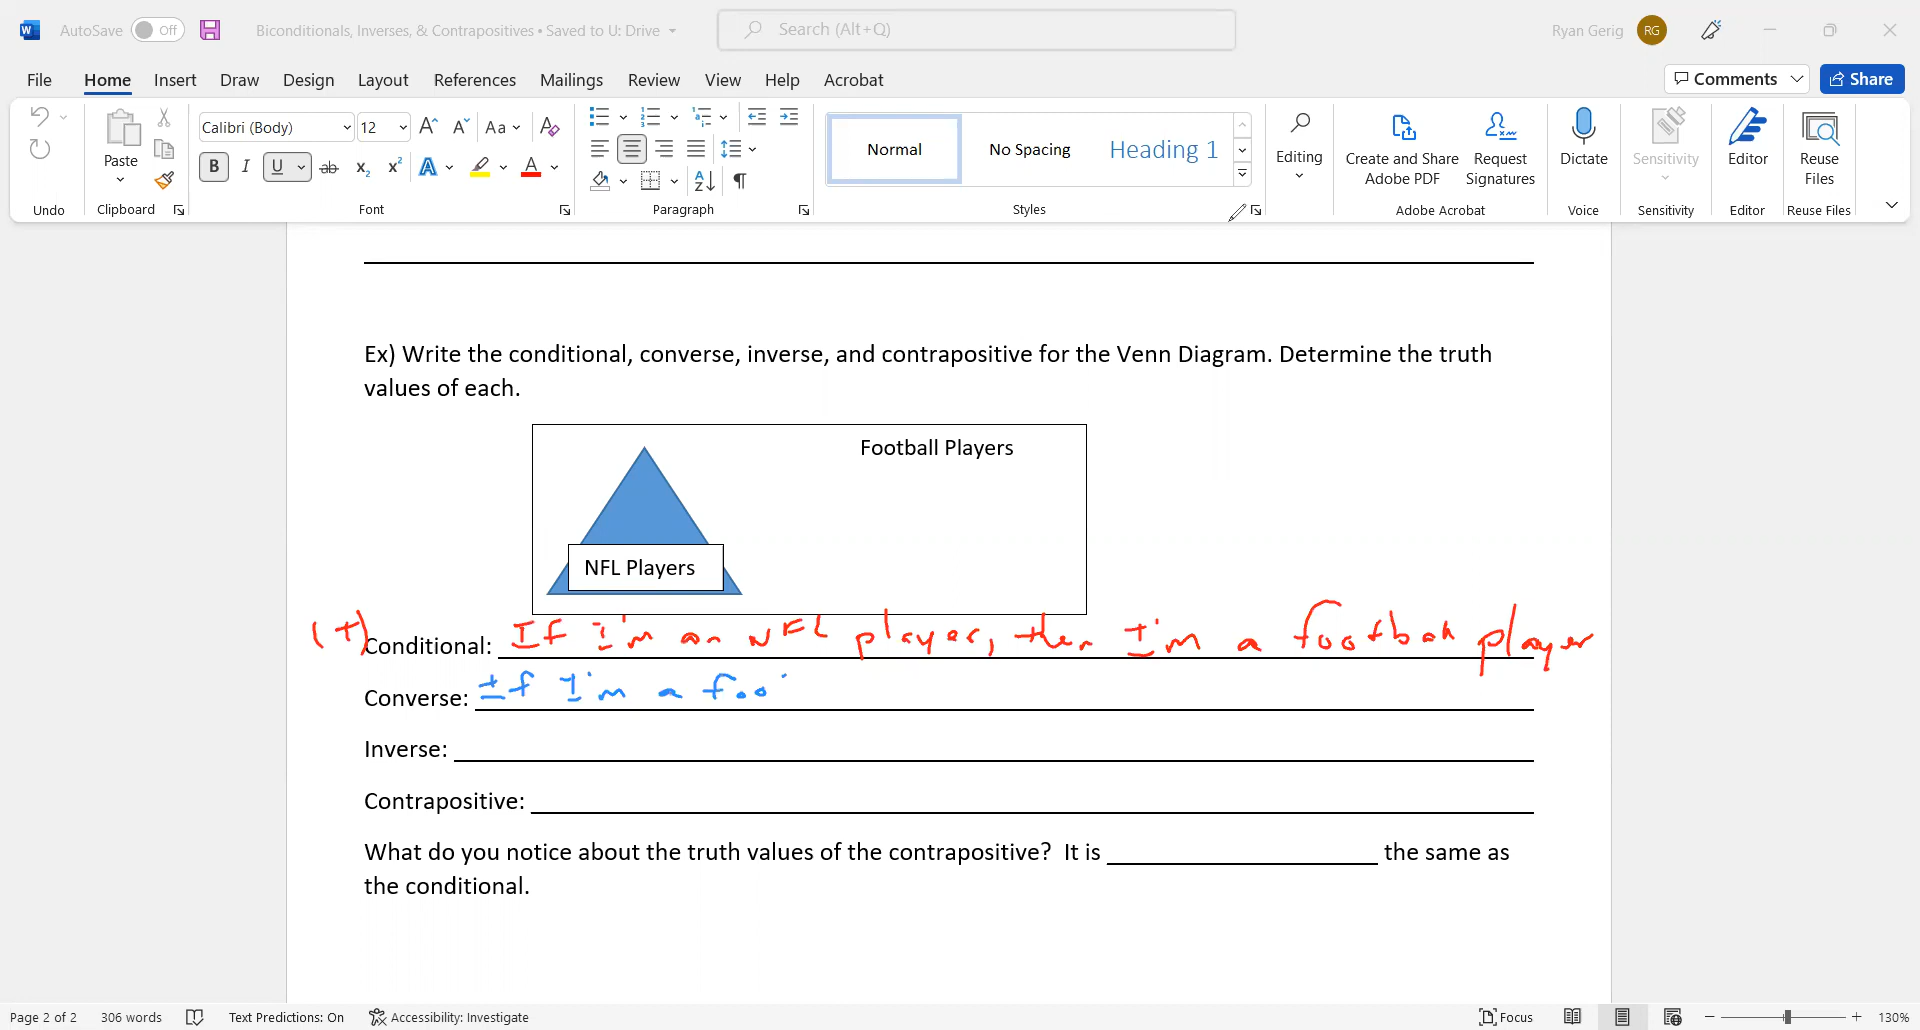 AutoSave Off Biconditionals, Inverses, & Contrapositives • Saved to U: Drive Search (Alt+Q) Ryan Gerig RG
File Home Insert Draw Design Layout References Mailings Review View Help Acrobat Comments Share
Paste
Calibri (Body) 12 Aa
B I U ab x₂ x² A A
Normal
No Spacing
Heading 1
Editing
Create and Share Adobe PDF
Request Signatures
Dictate
Sensitivity
Editor
Reuse Files
Undo Clipboard Font Paragraph Styles Adobe Acrobat Voice Sensitivity Editor Reuse Files
Ex) Write the conditional, converse, inverse, and contrapositive for the Venn Diagram. Determine the truth
values of each.
Football Players
NFL Players
(T) Conditional: If I'm an NFL player, then I'm a football player
Converse: If I'm a foo
Inverse:
Contrapositive:
What do you notice about the truth values of the contrapositive? It is the same as
the conditional.
Page 2 of 2 306 words Text Predictions: On Accessibility: Investigate Focus 130%